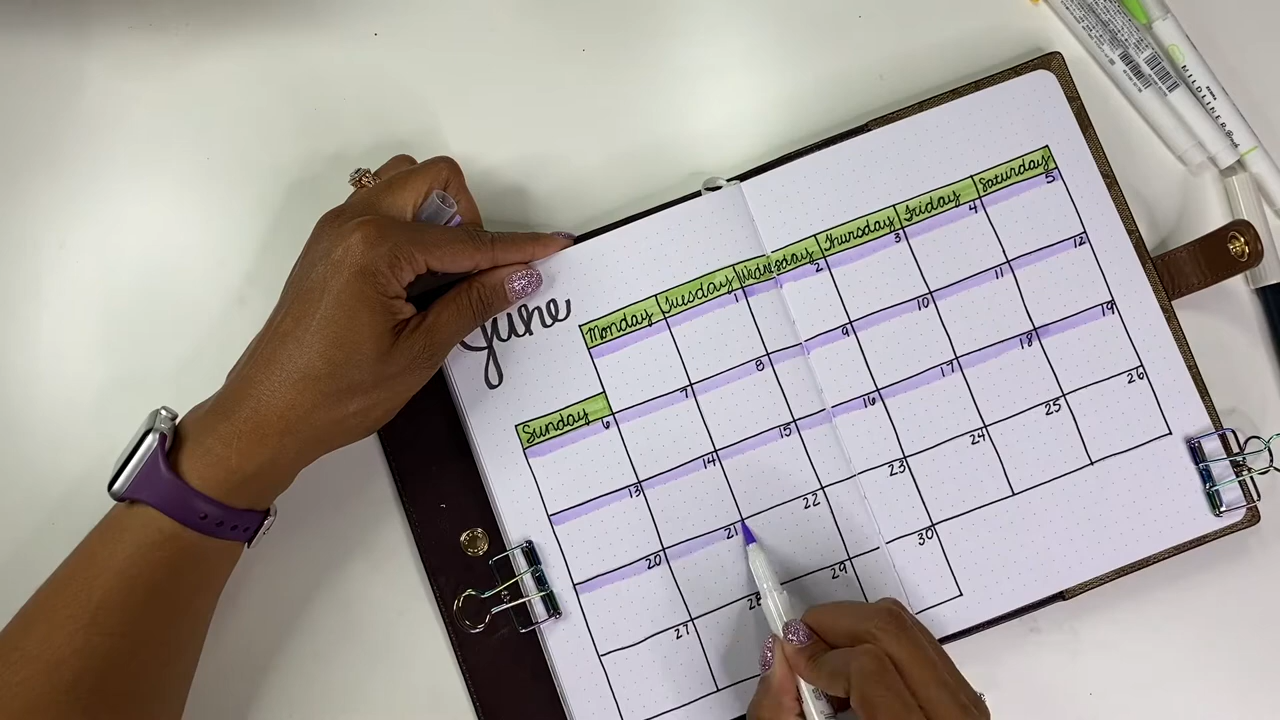 June
Sunday Monday Tuesday Wednesday Thursday Friday Saturday
1 2 3 4 5
6 7 8 9 10 11 12
13 14 15 16 17 18 19
20 21 22 23 24 25 26
27 28 29 30
MILDLINER